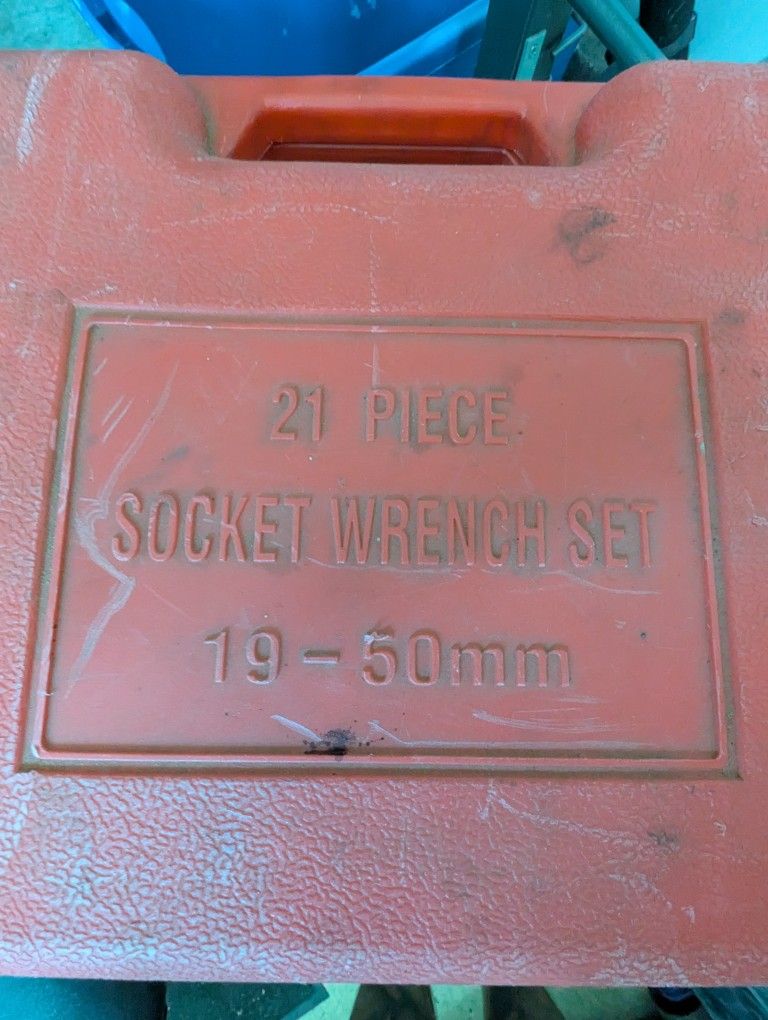 21 PIECE
SOCKET WRENCH SET
19-50mm